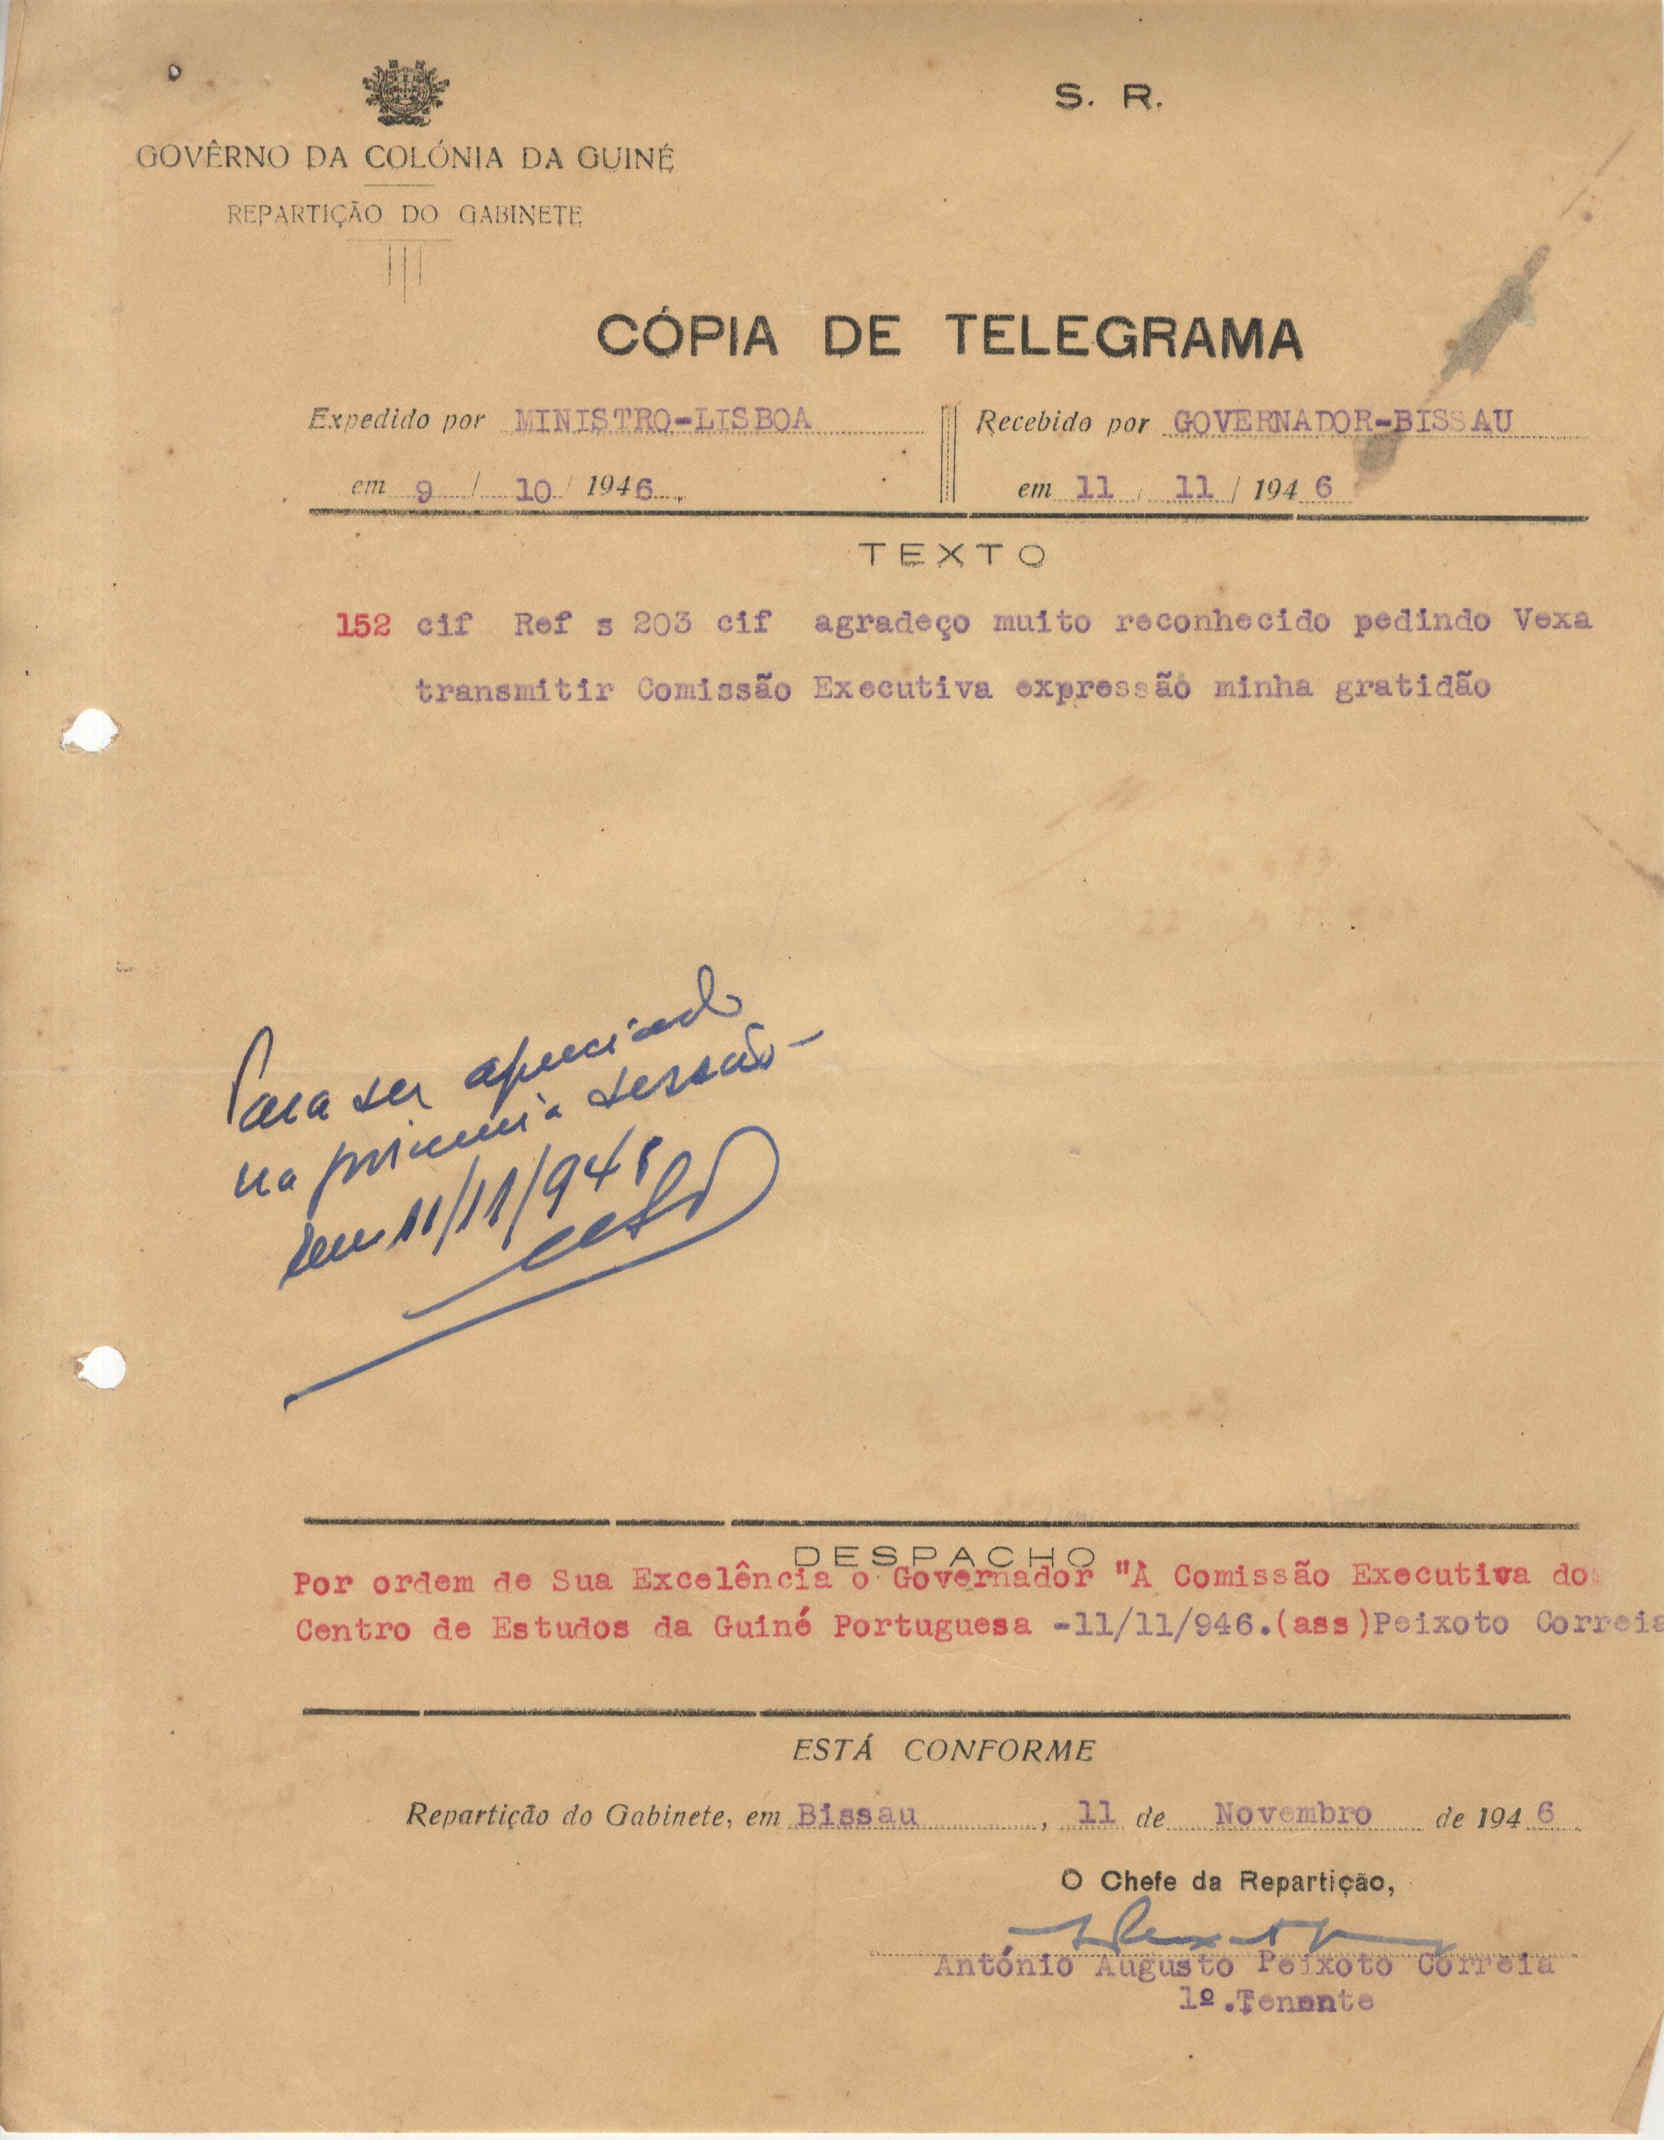 S. R.
GOVÊRNO DA COLÓNIA DA GUINÉ
REPARTIÇÃO DO GABINETE
CÓPIA DE TELEGRAMA
Expedido por MINISTRO-LISBOA Recebido por GOVERNADOR-BISSAU
em 9 / 10 / 1946. em 11 / 11 / 1946
TEXTO
152 cif Ref s 203 cif agradeço muito reconhecido pedindo Vexa
transmitir Comissão Executiva expressão minha gratidão
Para ser apreciado
na primeira sessão
em 11/11/946
DESPACHO
Por ordem de Sua Excelência o Governador "À Comissão Executiva do
Centro de Estudos da Guiné Portuguesa -11/11/946.(ass)Peixoto Correia
ESTÁ CONFORME
Repartição do Gabinete, em Bissau, 11 de Novembro de 1946
O Chefe da Repartição,
António Augusto Peixoto Correia
1º.Tenente